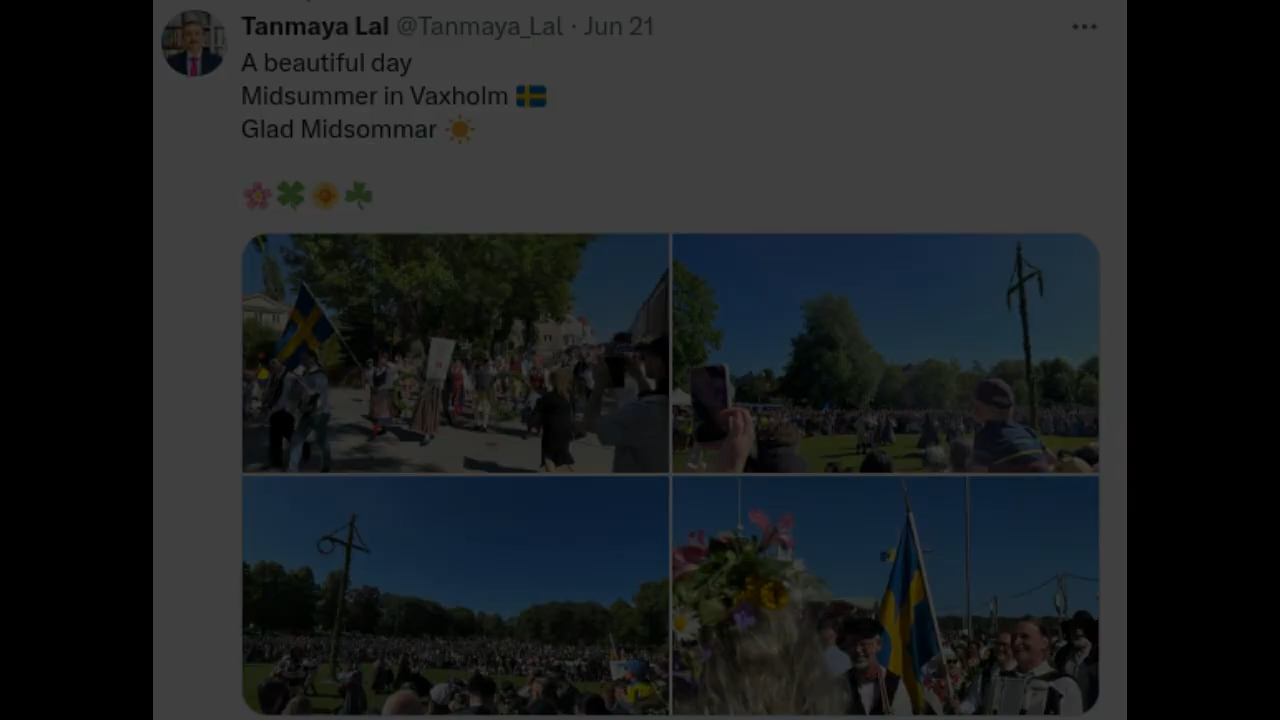 Tanmaya Lal @Tanmaya_Lal · Jun 21
A beautiful day
Midsummer in Vaxholm 🇸🇪
Glad Midsommar ☀️
🌸🍀🌼☘️